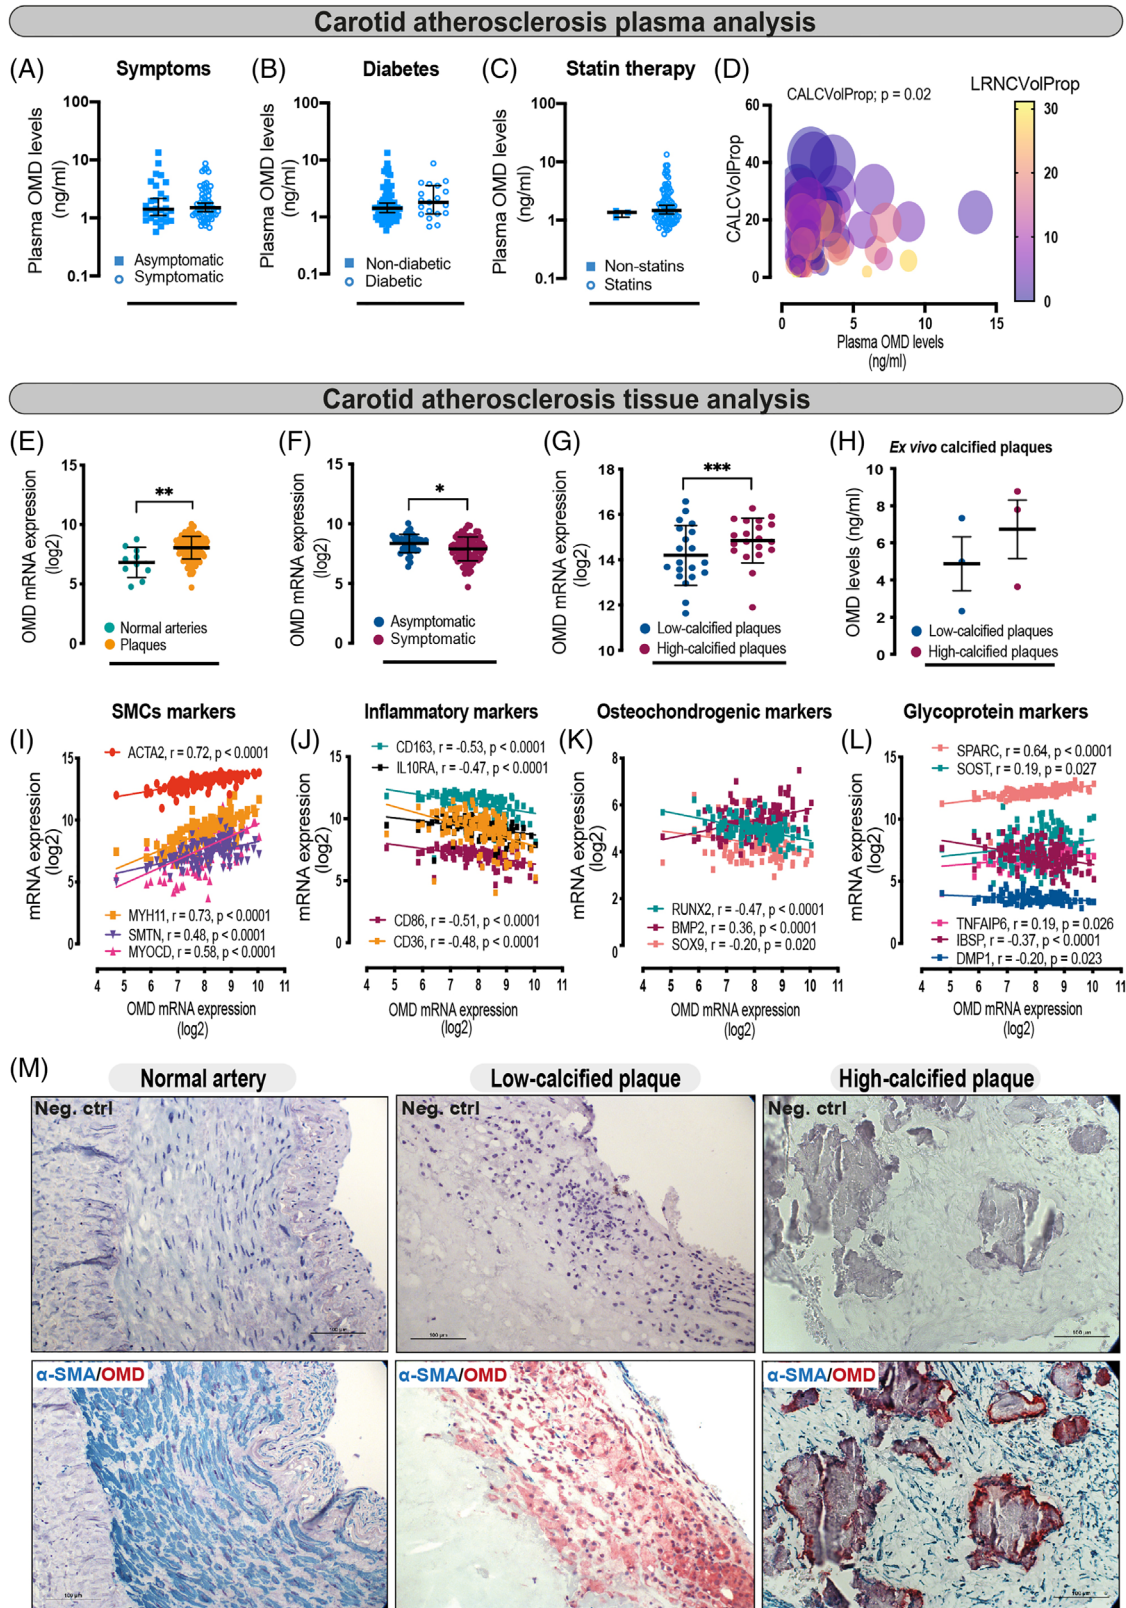 Carotid atherosclerosis plasma analysis
(A)
Symptoms
Plasma OMD levels
(ng/ml)
100
10
1
0.1
Asymptomatic
Symptomatic
(B)
Diabetes
Plasma OMD levels
(ng/ml)
100
10
1
0.1
Non-diabetic
Diabetic
(C)
Statin therapy
Plasma OMD levels
(ng/ml)
100
10
1
0.1
Non-statins
Statins
(D)
CALCVolProp; p = 0.02
LRNCVolProp
CALCVolProp
60
40
20
0
0
5
10
15
Plasma OMD levels
(ng/ml)
30
20
10
0
Carotid atherosclerosis tissue analysis
(E)
OMD mRNA expression
(log2)
15
10
5
0
**
Normal arteries
Plaques
(F)
OMD mRNA expression
(log2)
15
10
5
0
*
Asymptomatic
Symptomatic
(G)
OMD mRNA expression
(log2)
18
16
14
12
10
***
Low-calcified plaques
High-calcified plaques
(H)
Ex vivo calcified plaques
OMD levels (ng/ml)
10
8
6
4
2
0
Low-calcified plaques
High-calcified plaques
(I)
SMCs markers
ACTA2, r = 0.72, p < 0.0001
mRNA expression
(log2)
15
10
5
0
MYH11, r = 0.73, p < 0.0001
SMTN, r = 0.48, p < 0.0001
MYOCD, r = 0.58, p < 0.0001
4 5 6 7 8 9 10 11
OMD mRNA expression
(log2)
(J)
Inflammatory markers
CD163, r = -0.53, p < 0.0001
IL10RA, r = -0.47, p < 0.0001
mRNA expression
(log2)
15
10
5
0
CD86, r = -0.51, p < 0.0001
CD36, r = -0.48, p < 0.0001
4 5 6 7 8 9 10 11
OMD mRNA expression
(log2)
(K)
Osteochondrogenic markers
mRNA expression
(log2)
8
6
4
2
0
RUNX2, r = -0.47, p < 0.0001
BMP2, r = 0.36, p < 0.0001
SOX9, r = -0.20, p = 0.020
4 5 6 7 8 9 10 11
OMD mRNA expression
(log2)
(L)
Glycoprotein markers
SPARC, r = 0.64, p < 0.0001
SOST, r = 0.19, p = 0.027
mRNA expression
(log2)
15
10
5
0
TNFAIP6, r = 0.19, p = 0.026
IBSP, r = -0.37, p < 0.0001
DMP1, r = -0.20, p = 0.023
4 5 6 7 8 9 10 11
OMD mRNA expression
(log2)
(M)
Normal artery
Low-calcified plaque
High-calcified plaque
Neg. ctrl
Neg. ctrl
Neg. ctrl
100 µm
100 µm
100 µm
α-SMA/OMD
α-SMA/OMD
α-SMA/OMD
100 µm
100 µm